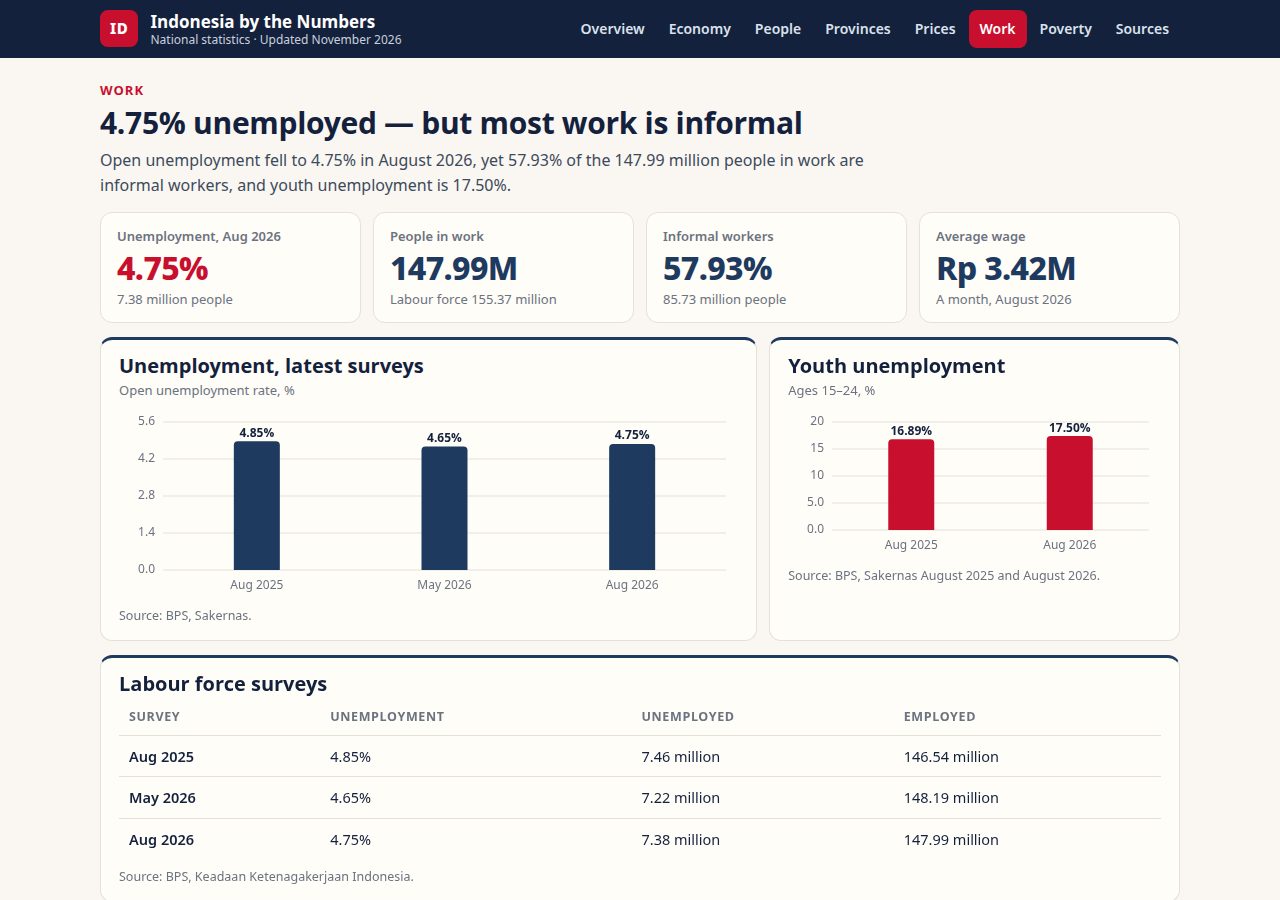 ID
Indonesia by the Numbers
National statistics · Updated November 2026
Overview Economy People Provinces Prices Work Poverty Sources
WORK
4.75% unemployed — but most work is informal
Open unemployment fell to 4.75% in August 2026, yet 57.93% of the 147.99 million people in work are
informal workers, and youth unemployment is 17.50%.
Unemployment, Aug 2026
4.75%
7.38 million people
People in work
147.99M
Labour force 155.37 million
Informal workers
57.93%
85.73 million people
Average wage
Rp 3.42M
A month, August 2026
Unemployment, latest surveys
Open unemployment rate, %
5.6
4.2
2.8
1.4
0.0
4.85% 4.65% 4.75%
Aug 2025 May 2026 Aug 2026
Source: BPS, Sakernas.
Youth unemployment
Ages 15–24, %
20
15
10
5.0
0.0
16.89% 17.50%
Aug 2025 Aug 2026
Source: BPS, Sakernas August 2025 and August 2026.
Labour force surveys
SURVEY UNEMPLOYMENT UNEMPLOYED EMPLOYED
Aug 2025 4.85% 7.46 million 146.54 million
May 2026 4.65% 7.22 million 148.19 million
Aug 2026 4.75% 7.38 million 147.99 million
Source: BPS, Keadaan Ketenagakerjaan Indonesia.